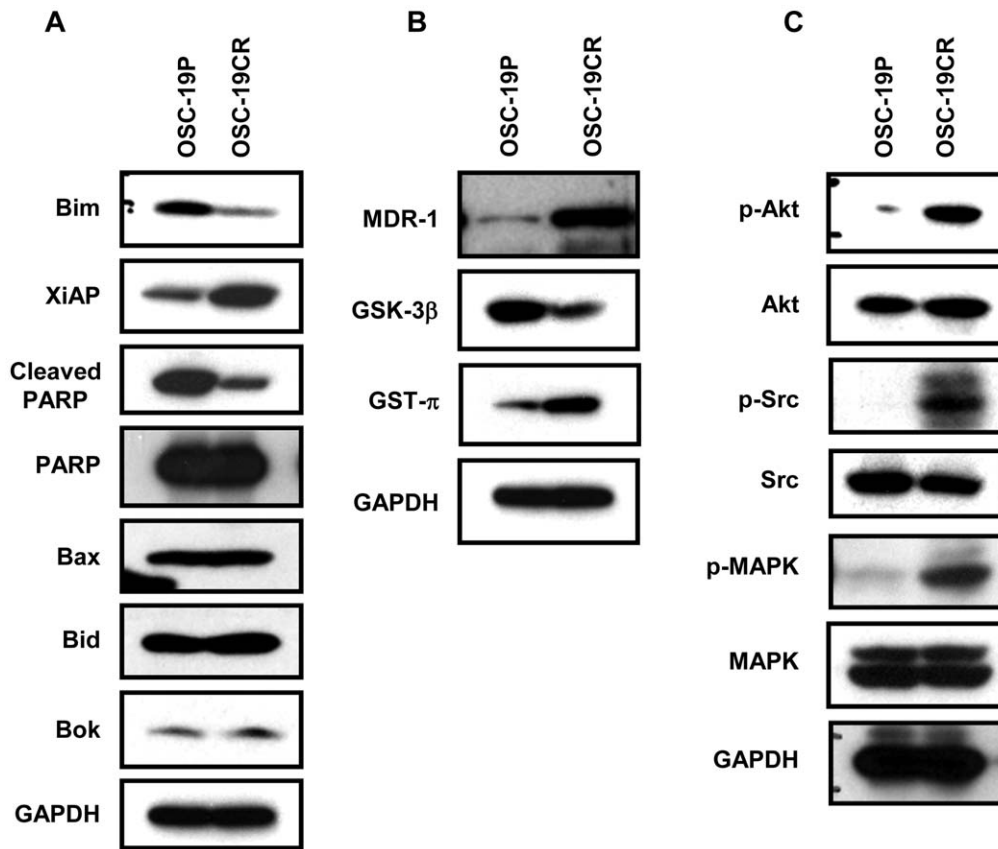 A
OSC-19P
OSC-19CR
Bim
XiAP
Cleaved
PARP
PARP
Bax
Bid
Bok
GAPDH
B
OSC-19P
OSC-19CR
MDR-1
GSK-3β
GST-π
GAPDH
C
OSC-19P
OSC-19CR
p-Akt
Akt
p-Src
Src
p-MAPK
MAPK
GAPDH